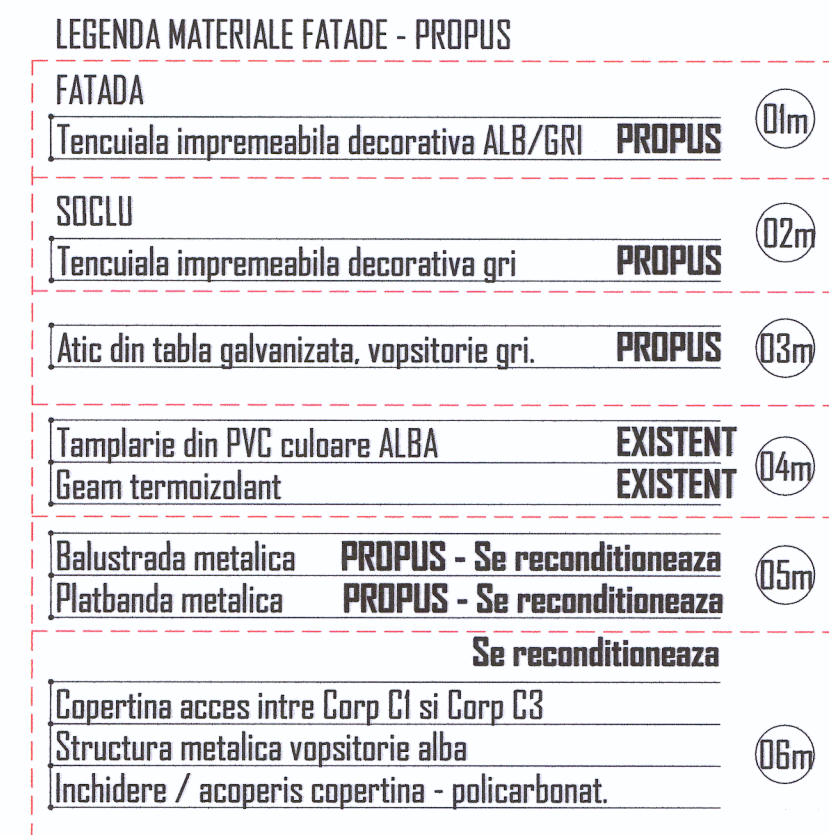 LEGENDA MATERIALE FATADE - PROPUS
FATADA
01m
Tencuiala impremeabila decorativa ALB/GRI PROPUS
SOCLU
02m
Tencuiala impremeabila decorativa gri PROPUS
Atic din tabla galvanizata, vopsitorie gri. PROPUS 03m
Tamplarie din PVC culoare ALBA EXISTENT
04m
Geam termoizolant EXISTENT
Balustrada metalica PROPUS - Se reconditioneaza
05m
Platbanda metalica PROPUS - Se reconditioneaza
Se reconditioneaza
Copertina acces intre Corp C1 si Corp C3
Structura metalica vopsitorie alba
06m
Inchidere / acoperis copertina - policarbonat.